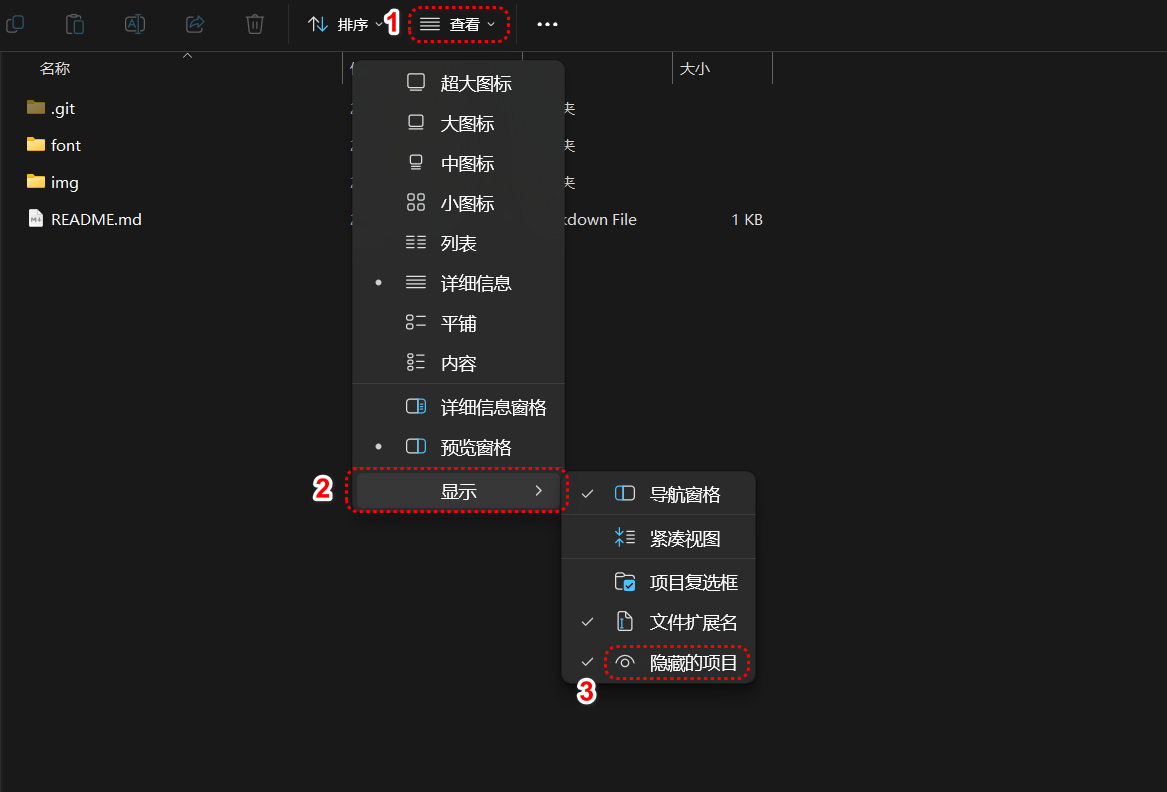 排序
1
查看
名称
大小
.git
夹
font
夹
img
夹
README.md
kdown File
1 KB
超大图标
大图标
中图标
小图标
列表
详细信息
平铺
内容
详细信息窗格
预览窗格
2
显示
导航窗格
紧凑视图
项目复选框
文件扩展名
隐藏的项目
3